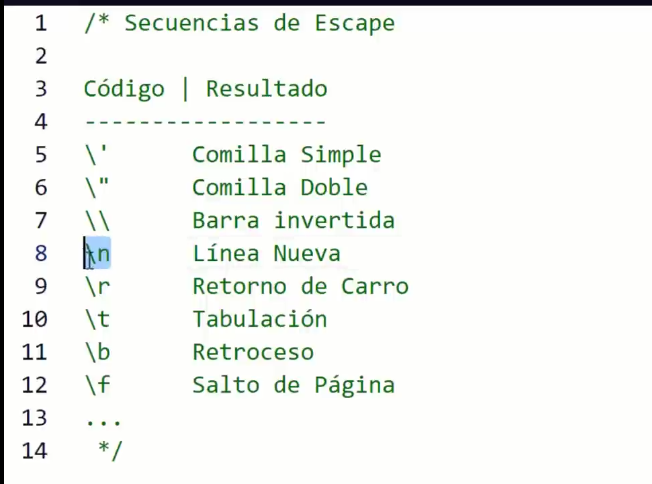 1 /* Secuencias de Escape
2
3 Código | Resultado
4 ------------------
5 \' Comilla Simple
6 \" Comilla Doble
7 \\ Barra invertida
8 \n Línea Nueva
9 \r Retorno de Carro
10 \t Tabulación
11 \b Retroceso
12 \f Salto de Página
13 ...
14 */